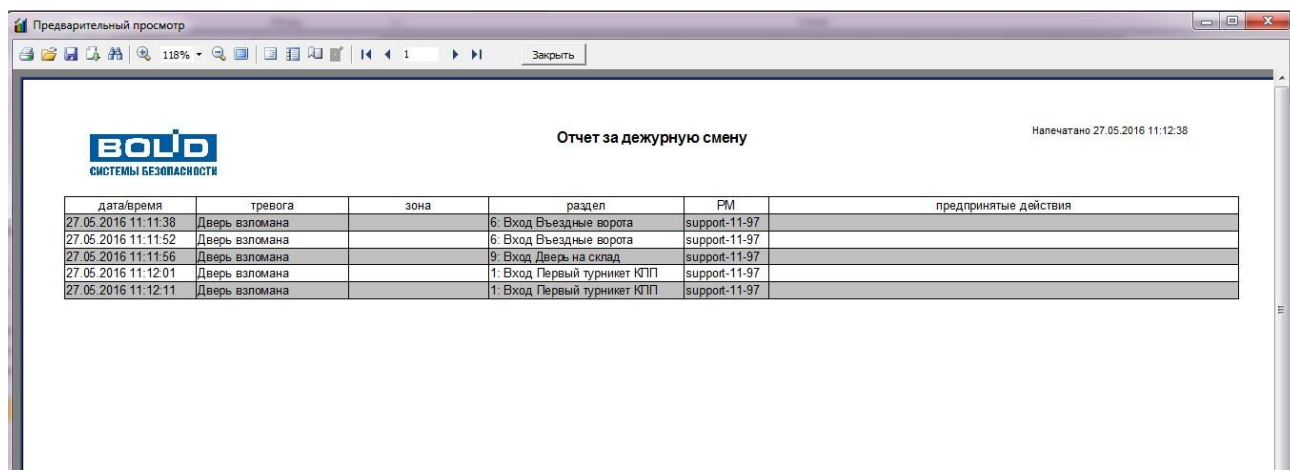 Предварительный просмотр
118%
1
Закрыть
BOLID
СИСТЕМЫ БЕЗОПАСНОСТИ
Отчет за дежурную смену
Напечатано 27.05.2016 11:12:38
дата/время тревога зона раздел РМ предпринятые действия
27.05.2016 11:11:38 Дверь взломана 6: Вход Въездные ворота support-11-97
27.05.2016 11:11:52 Дверь взломана 6: Вход Въездные ворота support-11-97
27.05.2016 11:11:56 Дверь взломана 9: Вход Дверь на склад support-11-97
27.05.2016 11:12:01 Дверь взломана 1: Вход Первый турникет КПП support-11-97
27.05.2016 11:12:11 Дверь взломана 1: Вход Первый турникет КПП support-11-97